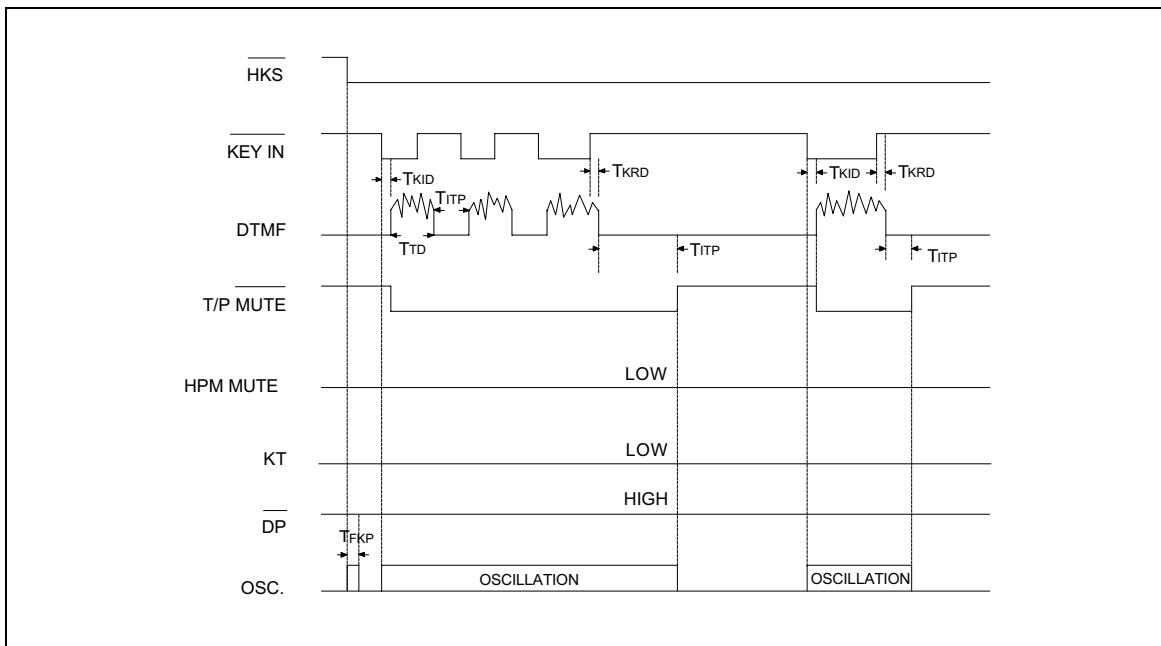 HKS
KEY IN
TKID
TKRD
TKID
TKRD
TITP
DTMF
TTD
TITP
TITP
T/P MUTE
HPM MUTE
LOW
KT
LOW
HIGH
DP
TFKP
OSC.
OSCILLATION
OSCILLATION